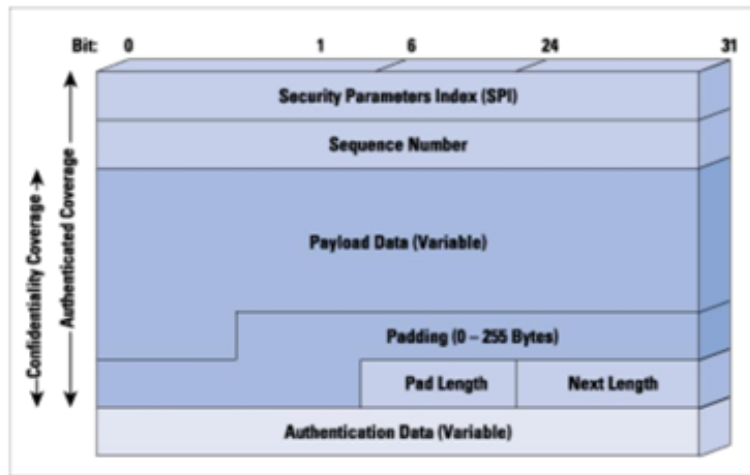 Bit: 0 1 6 24 31
Security Parameters Index (SPI)
Sequence Number
Payload Data (Variable)
Padding (0 – 255 Bytes)
Pad Length Next Length
Authentication Data (Variable)
Confidentiality Coverage
Authenticated Coverage